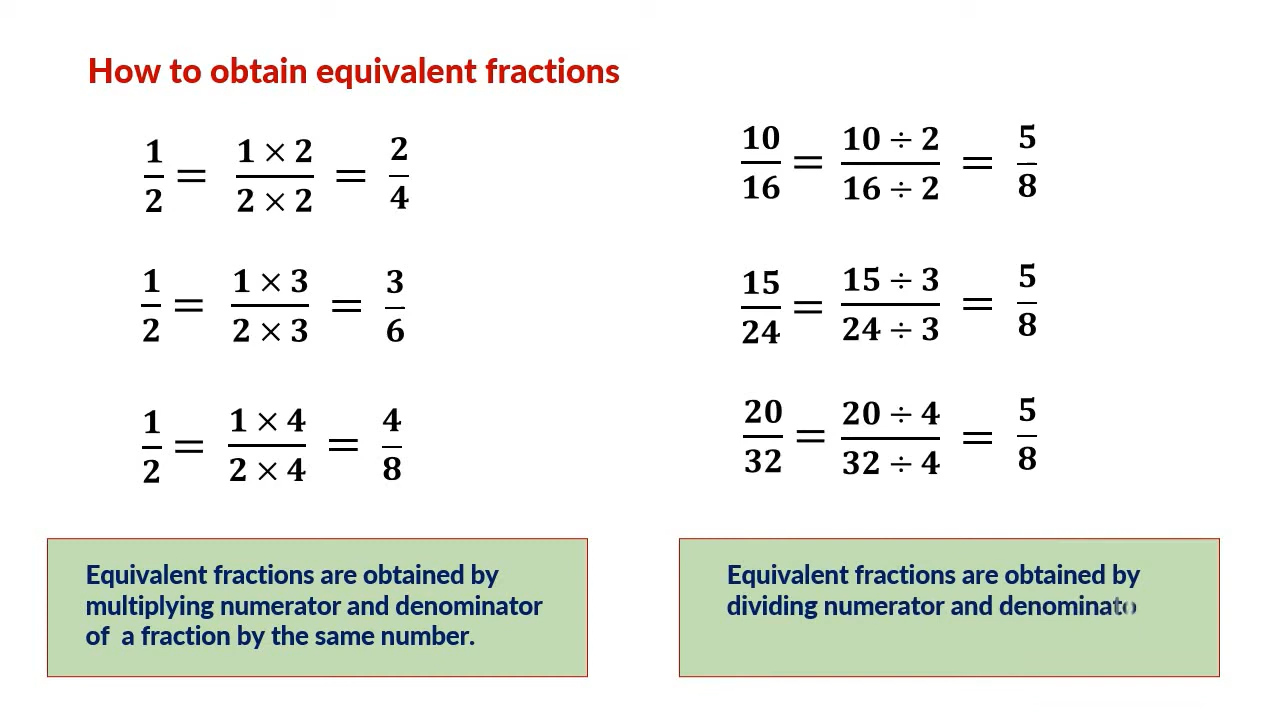 How to obtain equivalent fractions
1/2 = 1 × 2 / 2 × 2 = 2/4
1/2 = 1 × 3 / 2 × 3 = 3/6
1/2 = 1 × 4 / 2 × 4 = 4/8
Equivalent fractions are obtained by
multiplying numerator and denominator
of a fraction by the same number.
10/16 = 10 ÷ 2 / 16 ÷ 2 = 5/8
15/24 = 15 ÷ 3 / 24 ÷ 3 = 5/8
20/32 = 20 ÷ 4 / 32 ÷ 4 = 5/8
Equivalent fractions are obtained by
dividing numerator and denominato